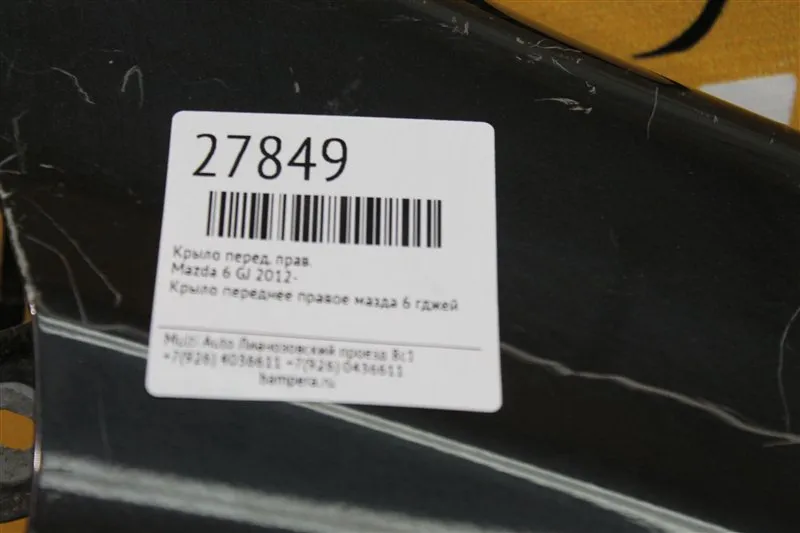 27849
Крыло перед. прав.
Mazda 6 GJ 2012-
Крыло переднее правое мазда 6 гджей
Multi Auto Лианозовский проезд 8с1
+7(926) 4036611 +7(926) 0436611
bampera.ru